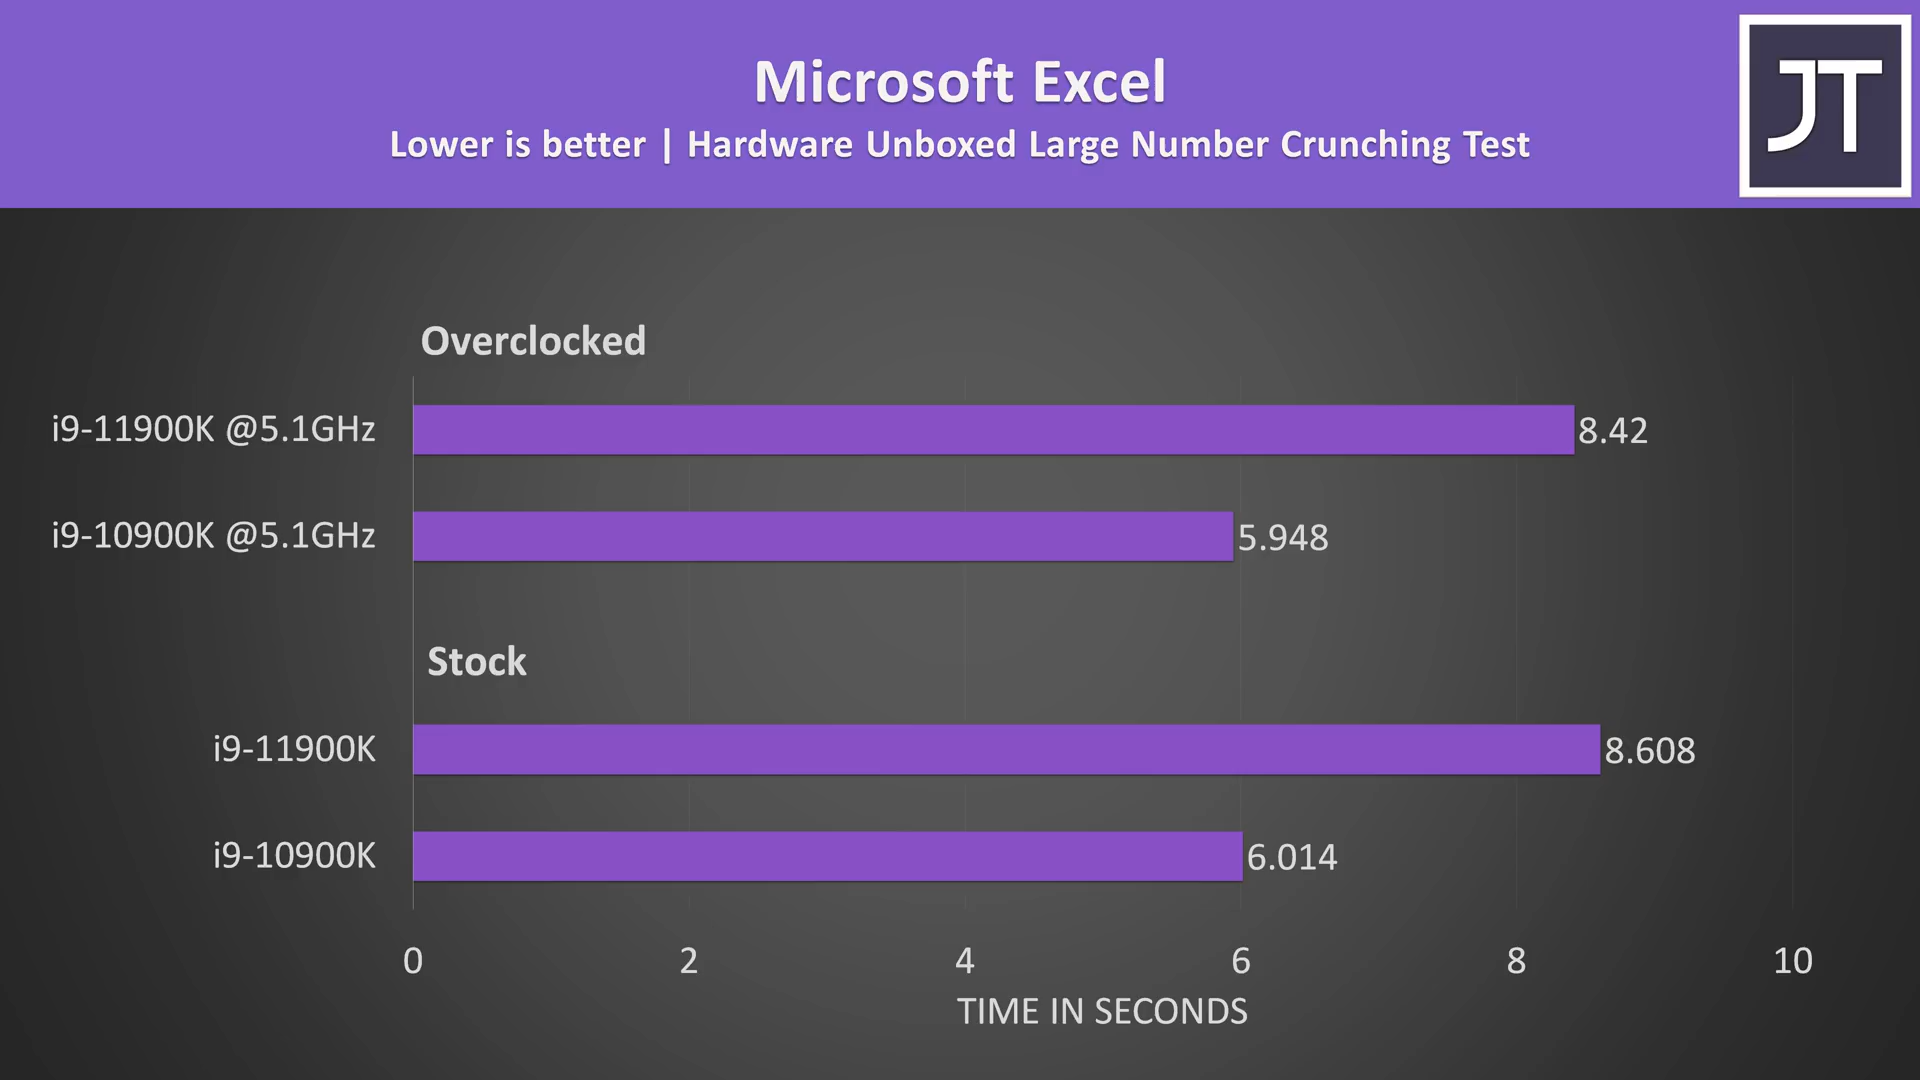 Microsoft Excel
JT
Lower is better | Hardware Unboxed Large Number Crunching Test
Overclocked
i9-11900K @5.1GHz 8.42
i9-10900K @5.1GHz 5.948
Stock
i9-11900K 8.608
i9-10900K 6.014
0 2 4 6 8 10
TIME IN SECONDS